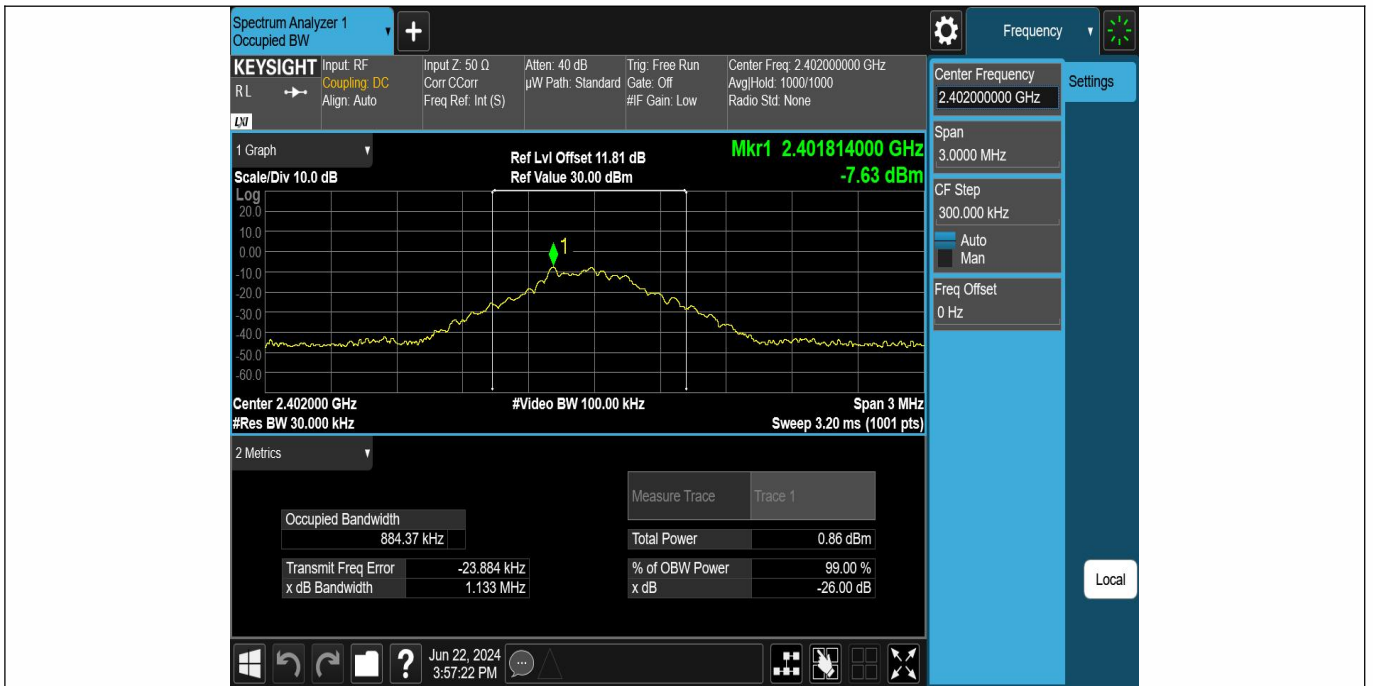 Spectrum Analyzer 1
Occupied BW
+
Frequency
KEYSIGHT
RL
LXI
Input: RF
Coupling: DC
Align: Auto
Input Z: 50 Ω
Corr CCorr
Freq Ref: Int (S)
Atten: 40 dB
µW Path: Standard
Trig: Free Run
Gate: Off
#IF Gain: Low
Center Freq: 2.402000000 GHz
Avg|Hold: 1000/1000
Radio Std: None
Center Frequency
2.402000000 GHz
Settings
Span
3.0000 MHz
CF Step
300.000 kHz
Auto
Man
Freq Offset
0 Hz
Local
1 Graph
Scale/Div 10.0 dB
Ref Lvl Offset 11.81 dB
Ref Value 30.00 dBm
Mkr1 2.401814000 GHz
-7.63 dBm
Log
20.0
10.0
0.00
-10.0
-20.0
-30.0
-40.0
-50.0
-60.0
1
Center 2.402000 GHz
#Video BW 100.00 kHz
Span 3 MHz
#Res BW 30.000 kHz
Sweep 3.20 ms (1001 pts)
2 Metrics
Measure Trace Trace 1
Occupied Bandwidth
884.37 kHz
Total Power 0.86 dBm
Transmit Freq Error -23.884 kHz
% of OBW Power 99.00 %
x dB Bandwidth 1.133 MHz
x dB -26.00 dB
?
Jun 22, 2024
3:57:22 PM